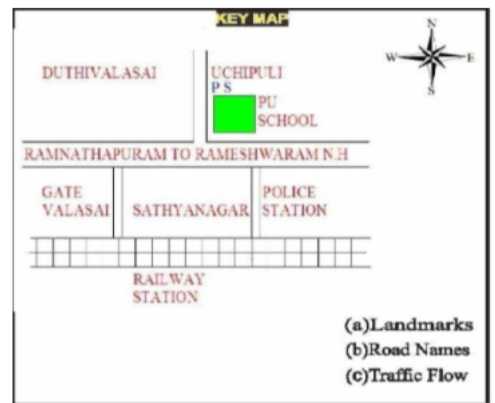 KEY MAP
N
W E
S
DUTHIVALASAI
UCHIPULI
P S
PU
SCHOOL
RAMNATHAPURAM TO RAMESHWARAM N.H
GATE
VALASAI
SATHYANAGAR
POLICE
STATION
RAILWAY
STATION
(a)Landmarks
(b)Road Names
(c)Traffic Flow